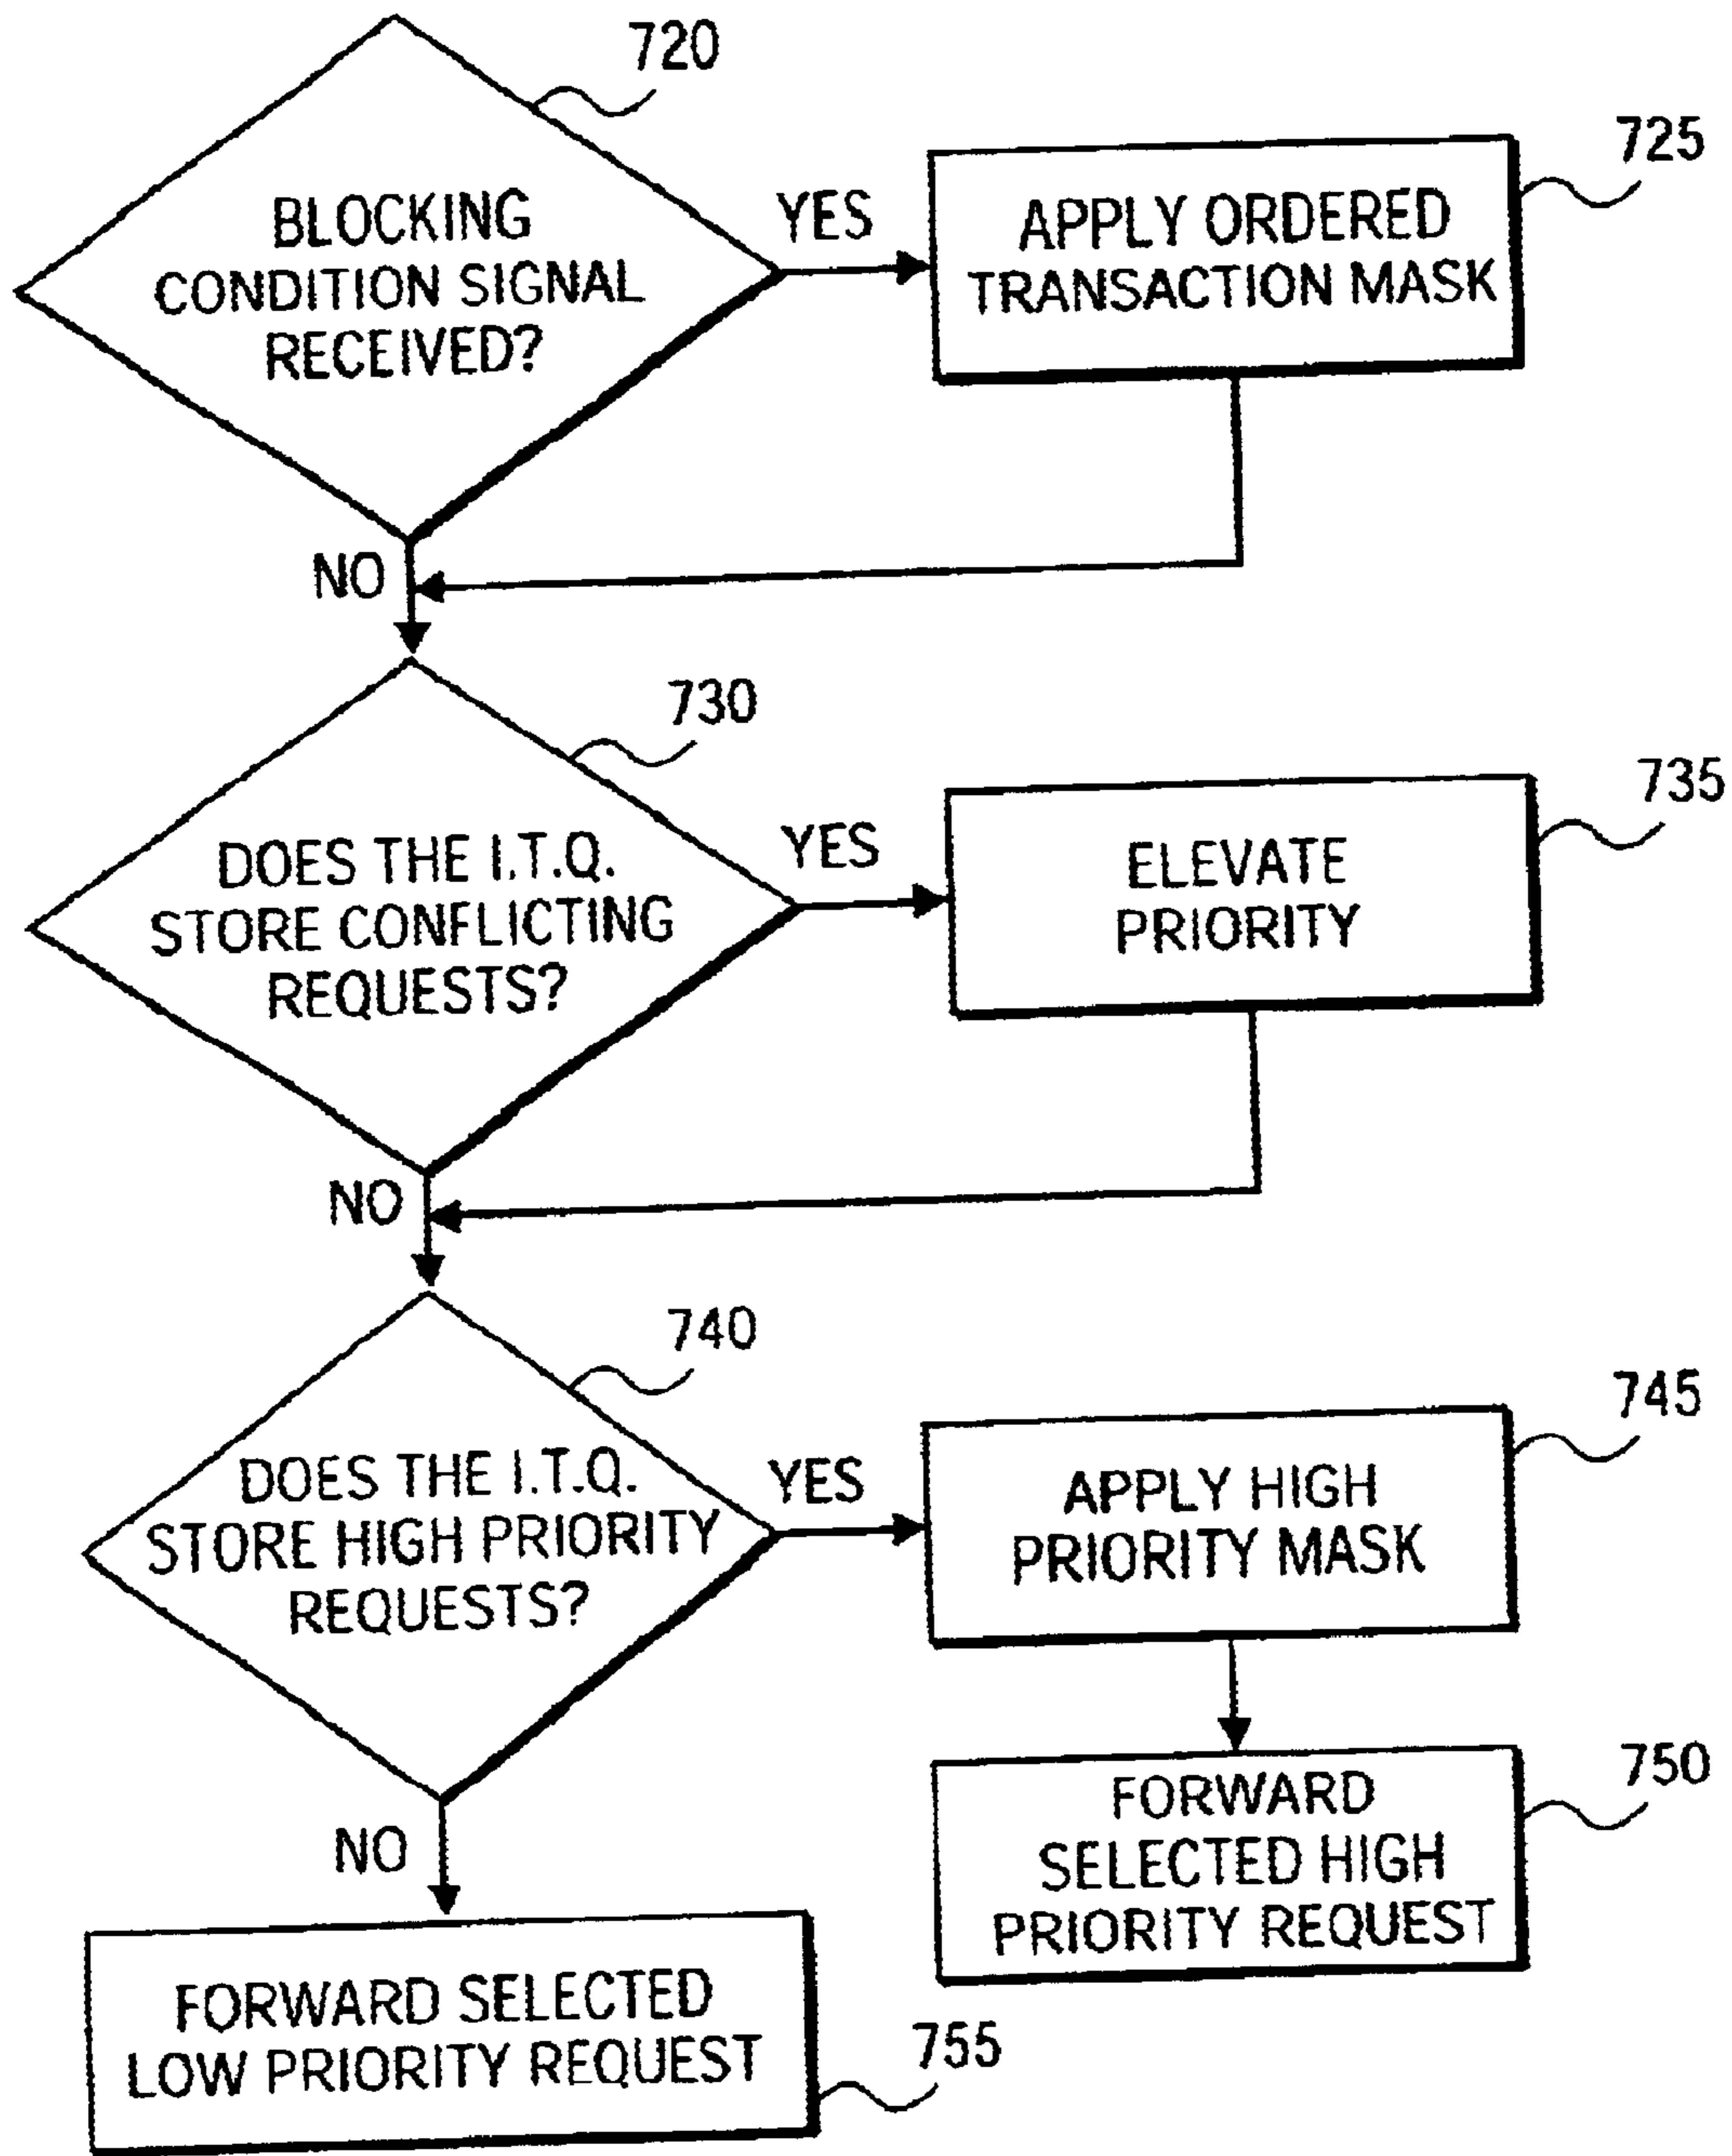 720
BLOCKING
CONDITION SIGNAL
RECEIVED?
YES
725
APPLY ORDERED
TRANSACTION MASK
NO
730
DOES THE I.T.Q.
STORE CONFLICTING
REQUESTS?
YES
735
ELEVATE
PRIORITY
NO
740
DOES THE I.T.Q.
STORE HIGH PRIORITY
REQUESTS?
YES
745
APPLY HIGH
PRIORITY MASK
750
FORWARD
SELECTED HIGH
PRIORITY REQUEST
NO
FORWARD SELECTED
LOW PRIORITY REQUEST
755